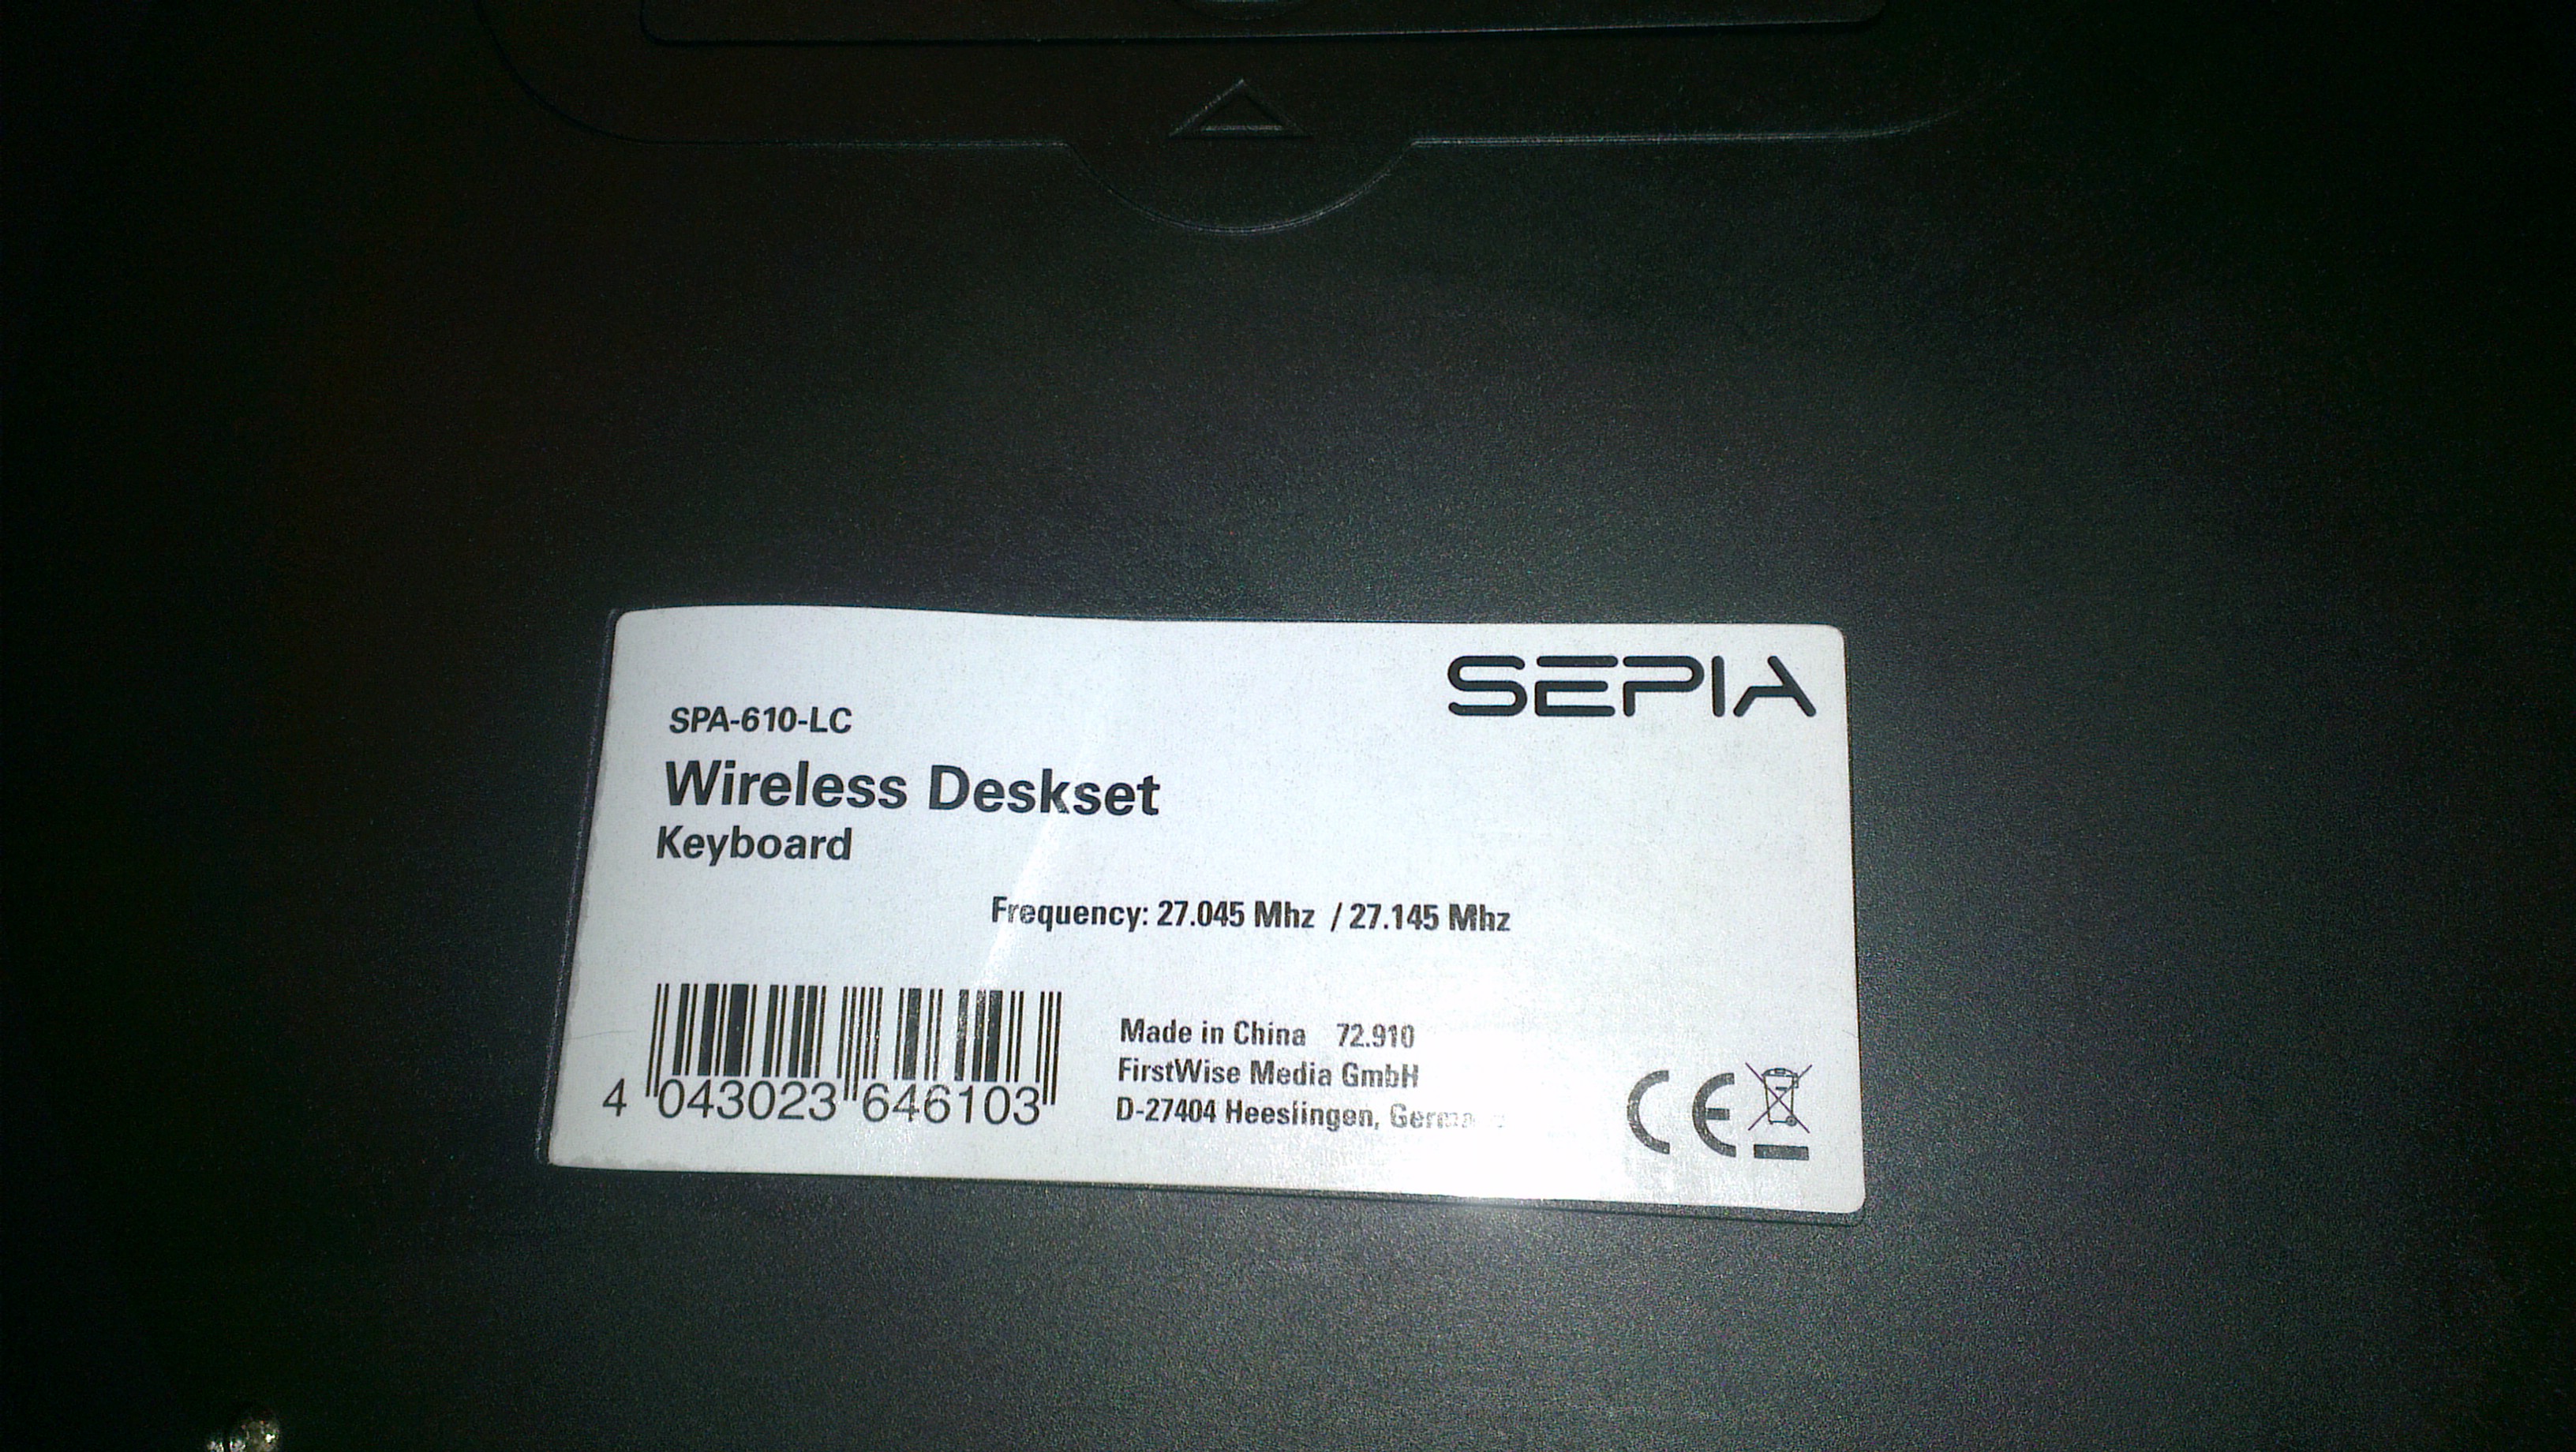 SEPIA
SPA-610-LC
Wireless Deskset
Keyboard
Frequency: 27.045 Mhz / 27.145 Mhz
4 043023 646103
Made in China 72.910
FirstWise Media GmbH
D-27404 Heeslingen,
CE